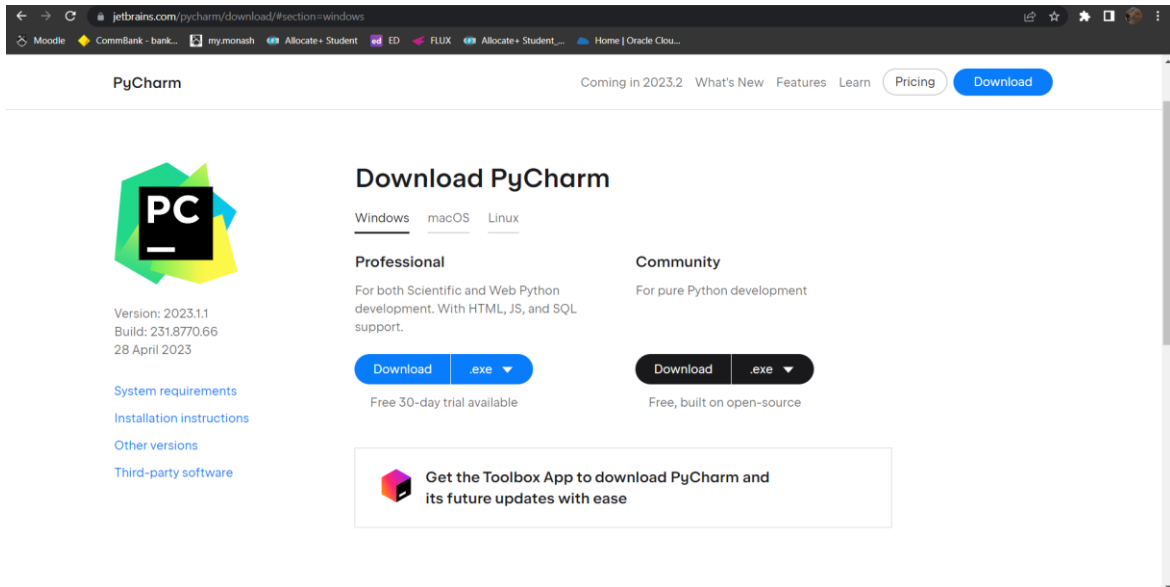 jetbrains.com/pycharm/download/#section=windows
Moodle CommBank - bank... my.monash Allocate+ Student ed ED FLUX Allocate+ Student_... Home | Oracle Clou...
PyCharm Coming in 2023.2 What's New Features Learn Pricing Download
PC
Version: 2023.1.1
Build: 231.8770.66
28 April 2023
System requirements
Installation instructions
Other versions
Third-party software
Download PyCharm
Windows macOS Linux
Professional
For both Scientific and Web Python
development. With HTML, JS, and SQL
support.
Download .exe
Free 30-day trial available
Community
For pure Python development
Download .exe
Free, built on open-source
Get the Toolbox App to download PyCharm and
its future updates with ease